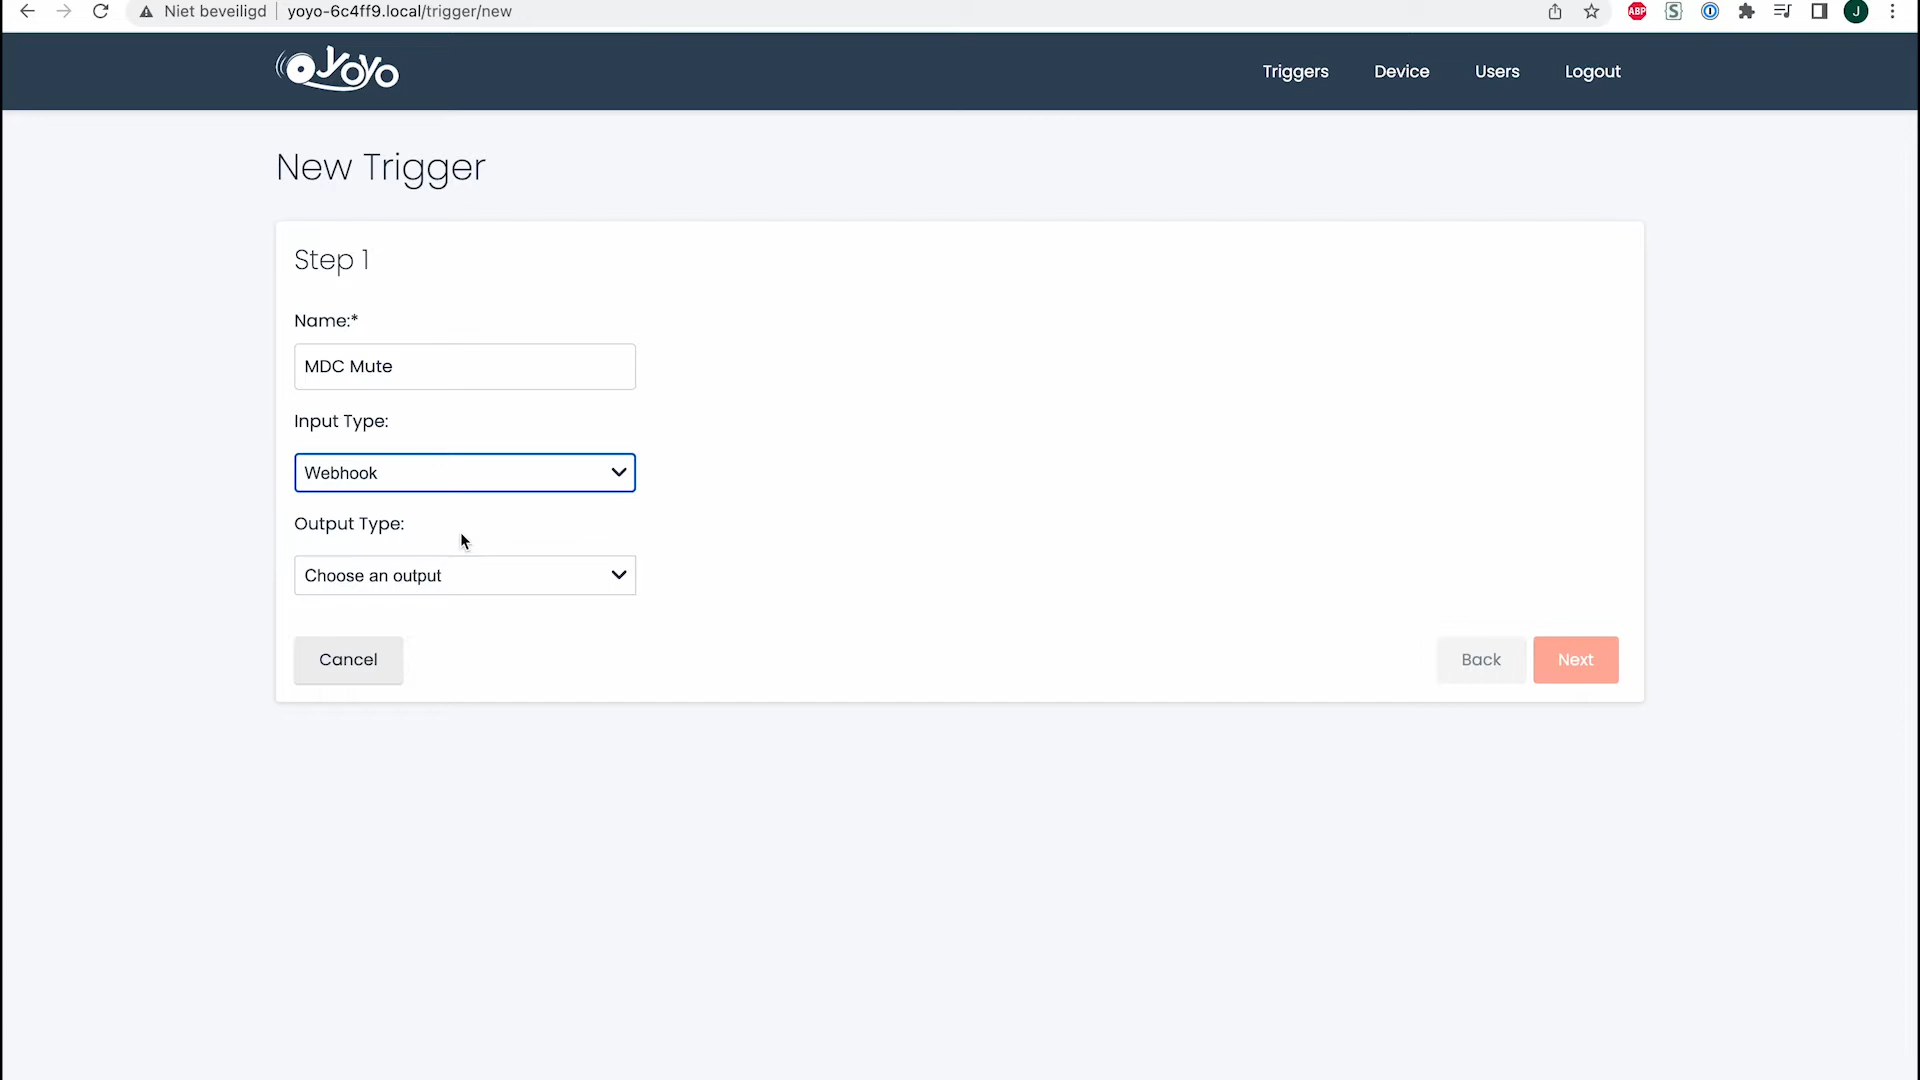 Niet beveiligd yoyo-6c4ff9.local/trigger/new ABP S J
YOYO Triggers Device Users Logout
New Trigger
Step 1
Name:*
MDC Mute
Input Type:
Webhook
Output Type:
Choose an output
Cancel Back Next